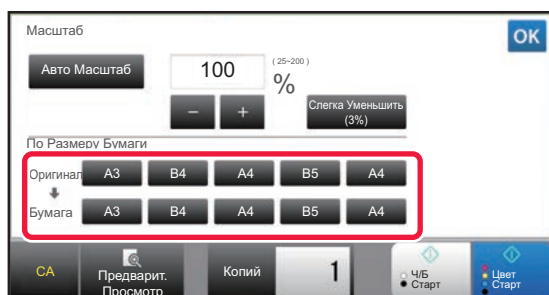 Масштаб
OK
Авто Масштаб
100
(25~200)
%
−
+
Слегка Уменьшить
(3%)
По Размеру Бумаги
Оригинал
A3
B4
A4
B5
A4
Бумага
A3
B4
A4
B5
A4
CA
Предварит.
Просмотр
Копий
1
Ч/Б
Старт
Цвет
Старт